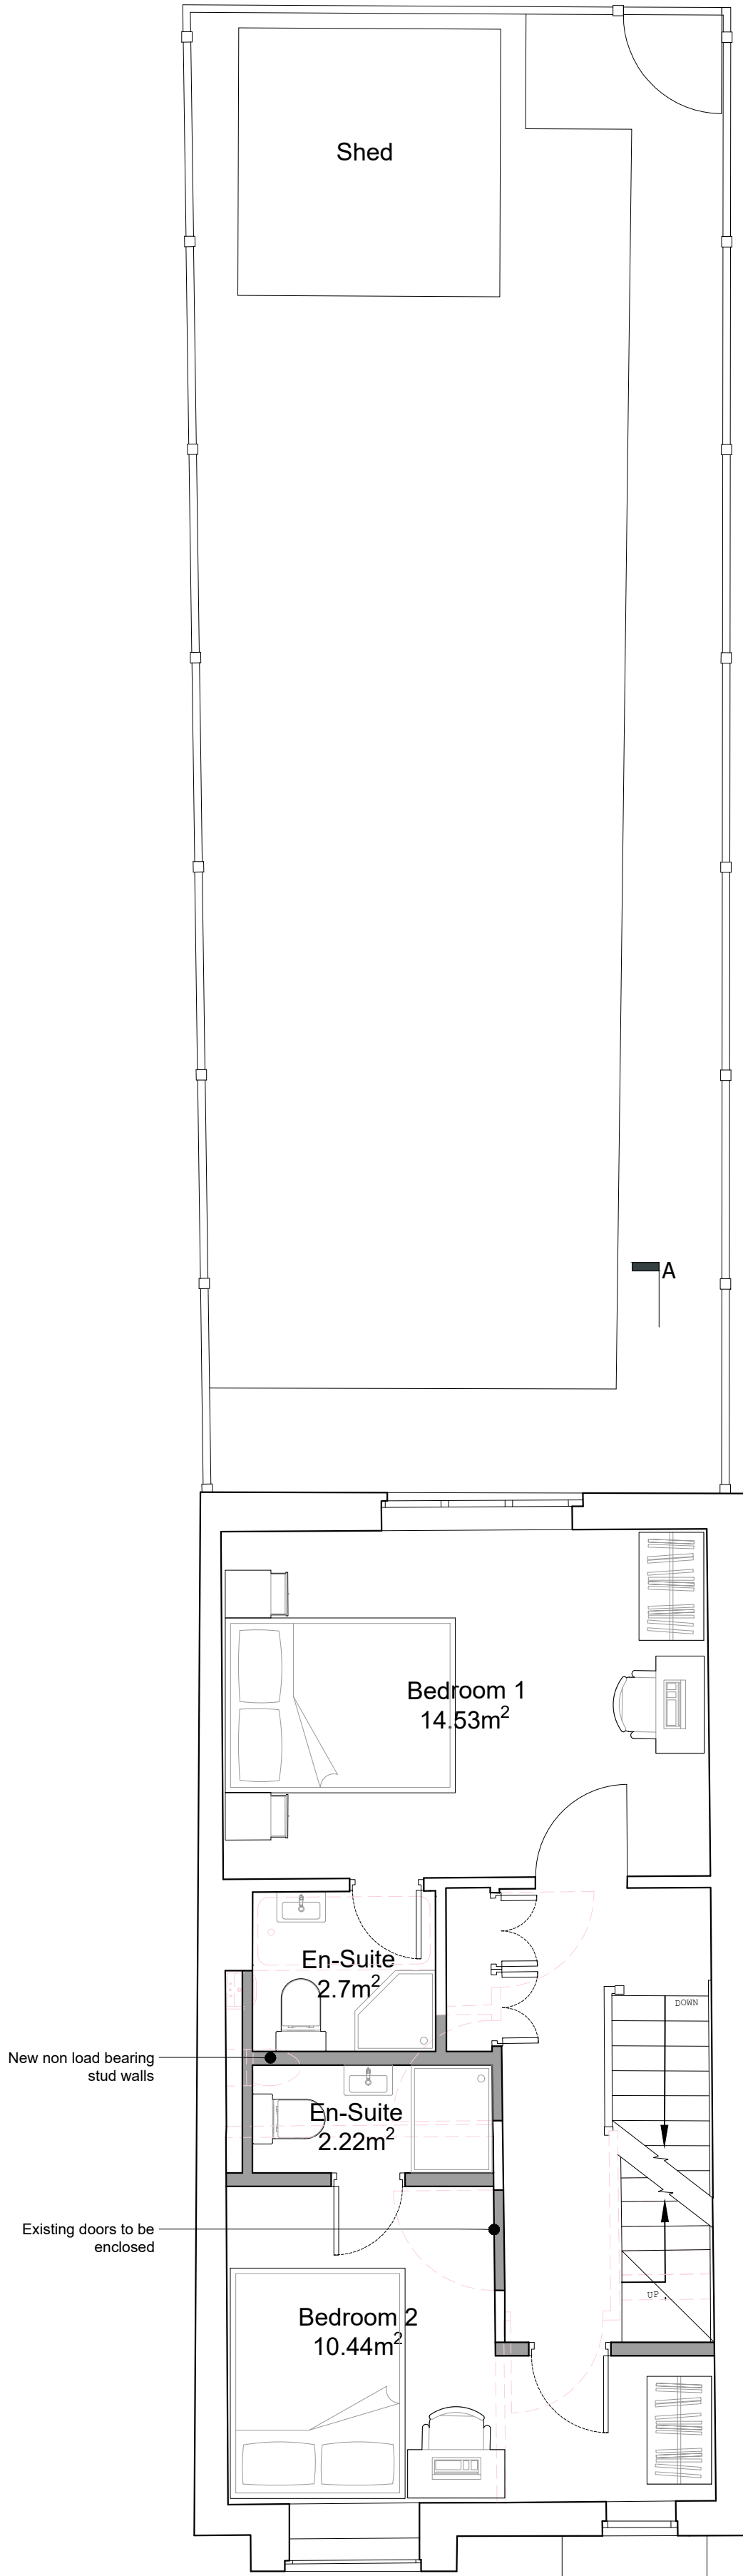 Shed
A
Bedroom 1
14.53m²
En-Suite
2.7m²
DOWN
New non load bearing
stud walls
En-Suite
2.22m²
Existing doors to be
enclosed
UP
Bedroom 2
10.44m²